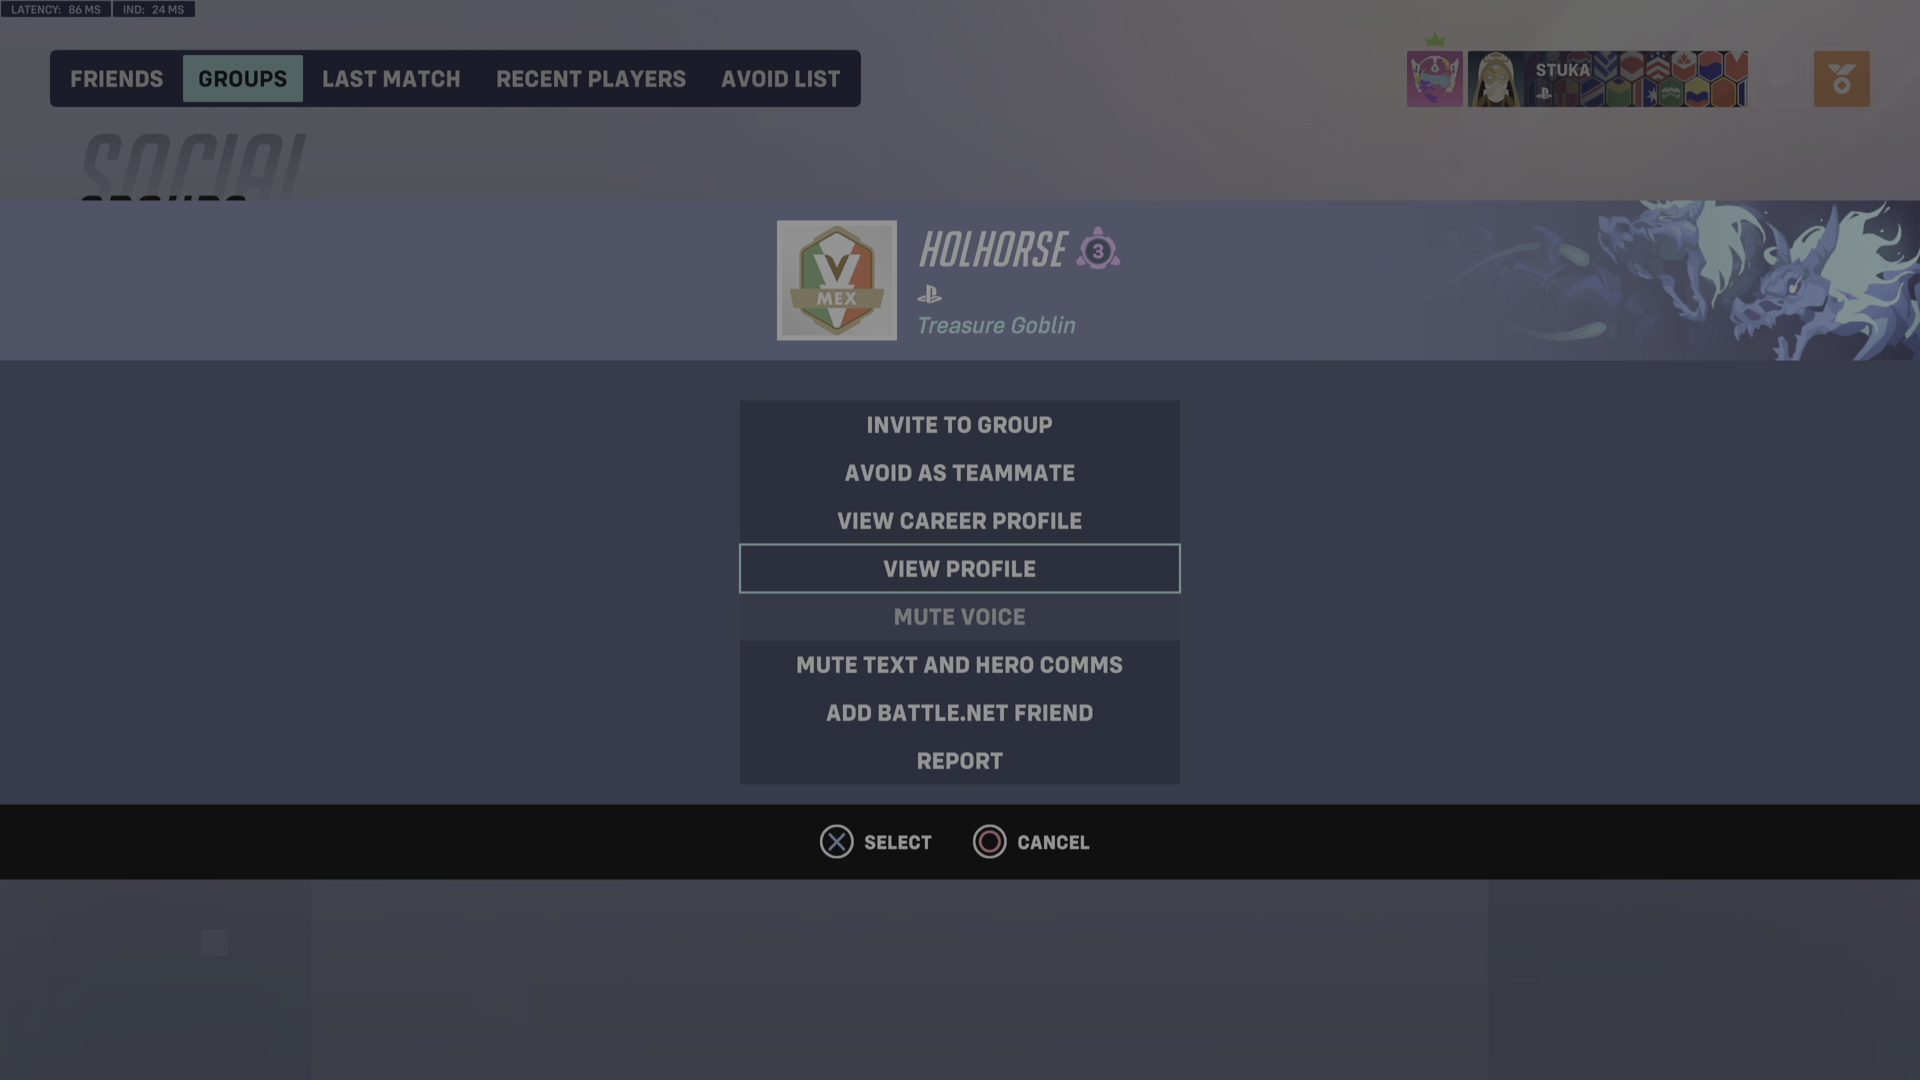 LATENCY: 86 MS IND: 24 MS
FRIENDS GROUPS LAST MATCH RECENT PLAYERS AVOID LIST
STUKA
SOCIAL
GROUPS
HOLHORSE 3
MEX
Treasure Goblin
INVITE TO GROUP
AVOID AS TEAMMATE
VIEW CAREER PROFILE
VIEW PROFILE
MUTE VOICE
MUTE TEXT AND HERO COMMS
ADD BATTLE.NET FRIEND
REPORT
SELECT CANCEL